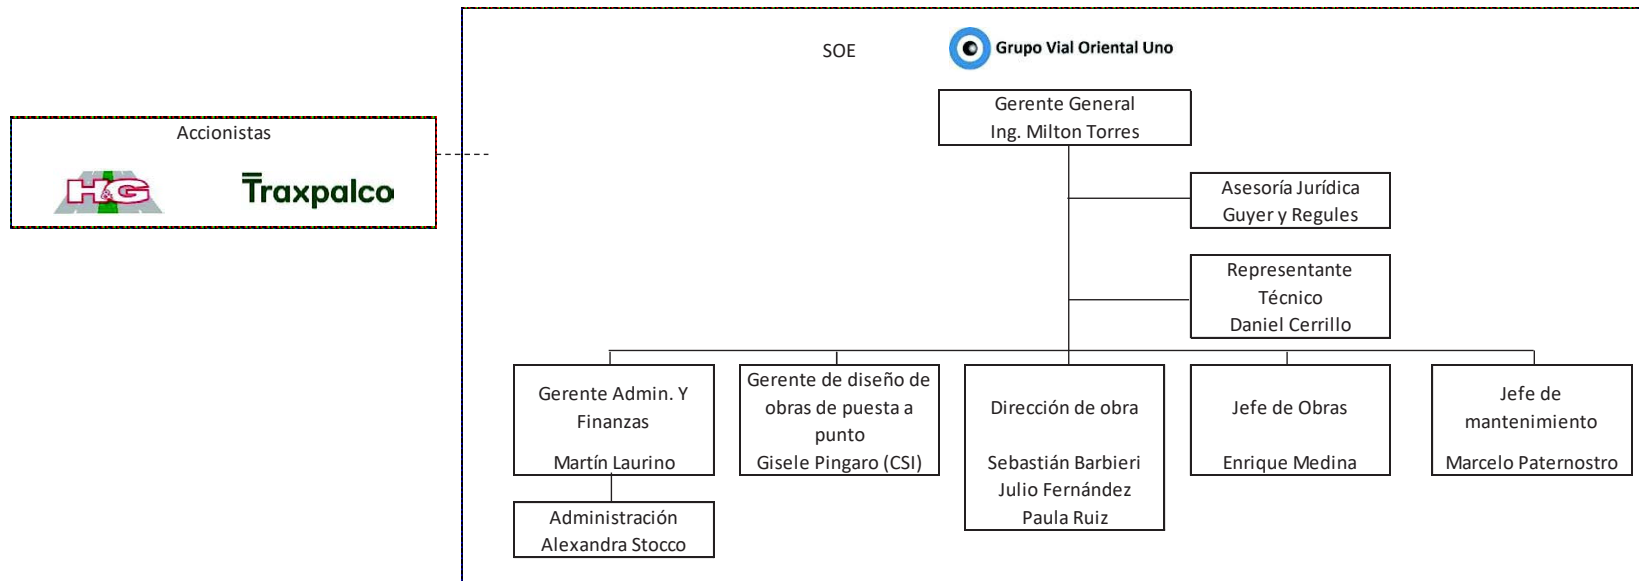 SOE
Grupo Vial Oriental Uno
Accionistas
H&G
Traxpalco
Gerente General
Ing. Milton Torres
Asesoría Jurídica
Guyer y Regules
Representante
Técnico
Daniel Cerrillo
Gerente Admin. Y
Finanzas
Martín Laurino
Gerente de diseño de
obras de puesta a
punto
Gisele Pingaro (CSI)
Dirección de obra
Sebastián Barbieri
Julio Fernández
Paula Ruiz
Jefe de Obras
Enrique Medina
Jefe de
mantenimiento
Marcelo Paternostro
Administración
Alexandra Stocco